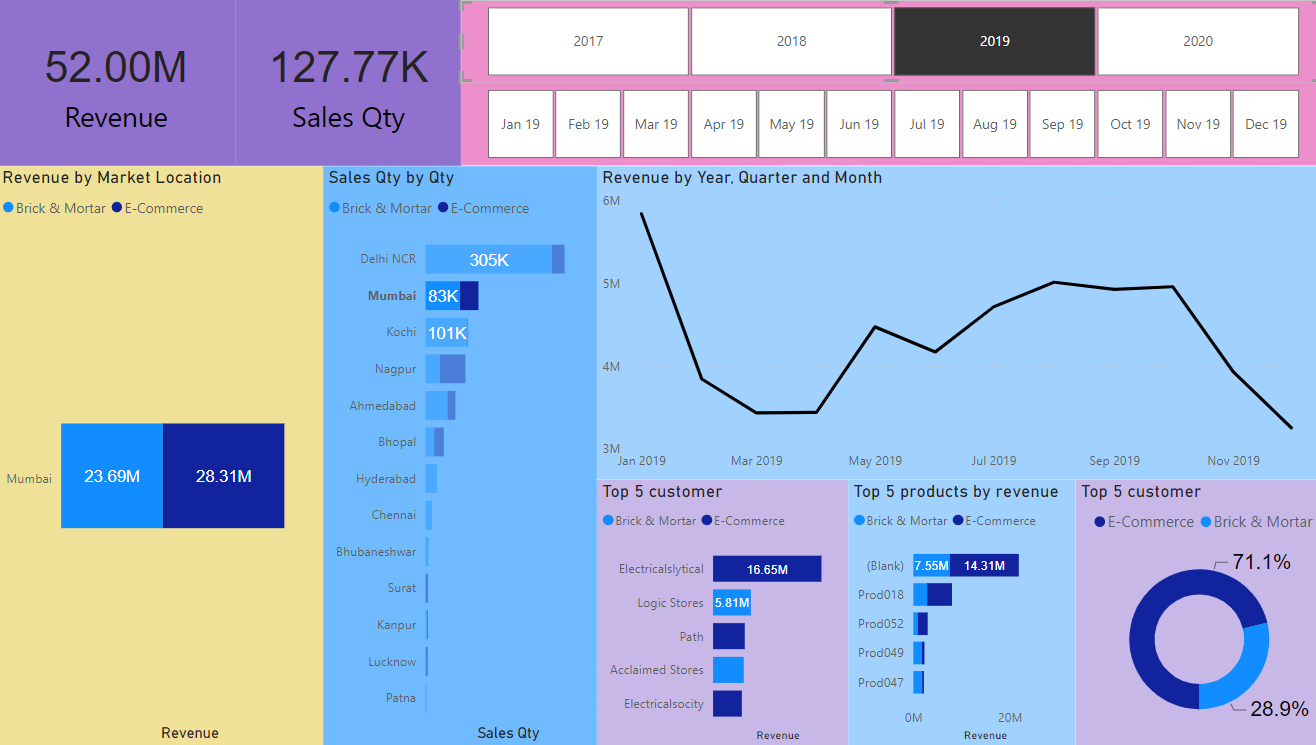 52.00M
Revenue
127.77K
Sales Qty
2017 2018 2019 2020
Jan 19 Feb 19 Mar 19 Apr 19 May 19 Jun 19 Jul 19 Aug 19 Sep 19 Oct 19 Nov 19 Dec 19
Revenue by Market Location
Brick & Mortar E-Commerce
Mumbai 23.69M 28.31M
Revenue
Sales Qty by Qty
Brick & Mortar E-Commerce
Delhi NCR 305K
Mumbai 83K
Kochi 101K
Nagpur
Ahmedabad
Bhopal
Hyderabad
Chennai
Bhubaneshwar
Surat
Kanpur
Lucknow
Patna
Sales Qty
Revenue by Year, Quarter and Month
6M
5M
4M
3M
Jan 2019 Mar 2019 May 2019 Jul 2019 Sep 2019 Nov 2019
Top 5 customer
Brick & Mortar E-Commerce
Electricalslytical 16.65M
Logic Stores 5.81M
Path
Acclaimed Stores
Electricalsocity
Revenue
Top 5 products by revenue
Brick & Mortar E-Commerce
(Blank) 7.55M 14.31M
Prod018
Prod052
Prod049
Prod047
0M 20M
Revenue
Top 5 customer
E-Commerce Brick & Mortar
71.1%
28.9%